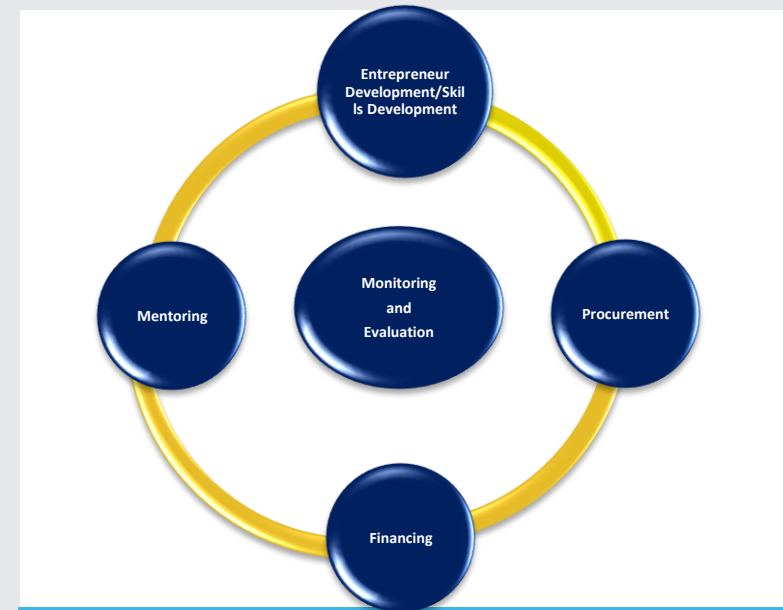 Entrepreneur
Development/Skil
ls Development
Monitoring
and
Evaluation
Mentoring
Procurement
Financing